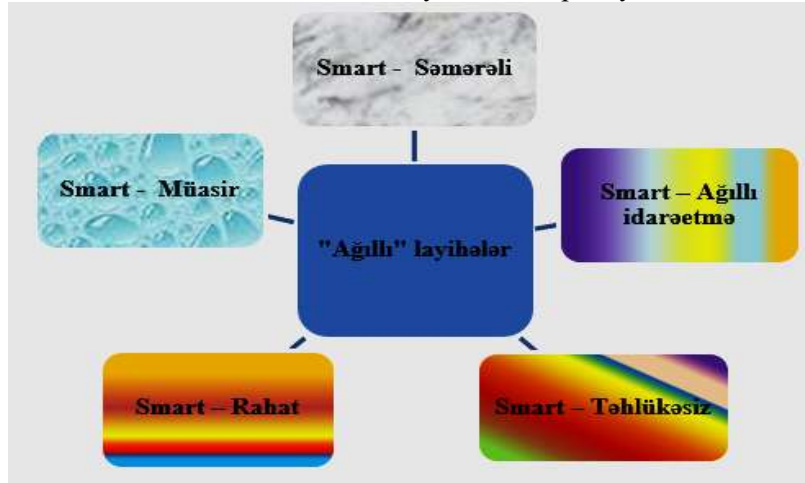 Smart - Səmərəli
Smart - Müasir
Smart – Ağıllı
idarəetmə
"Ağıllı" layihələr
Smart – Rahat
Smart – Təhlükəsiz